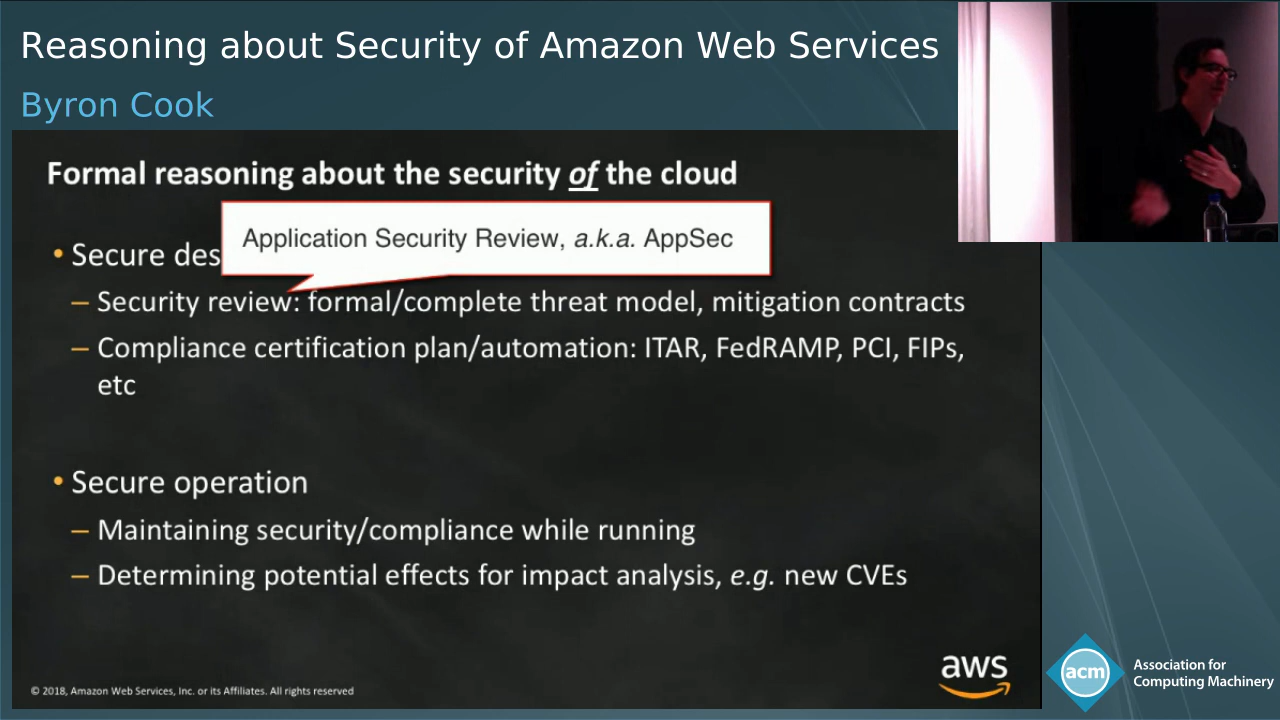 Reasoning about Security of Amazon Web Services
Byron Cook
Formal reasoning about the security of the cloud
Application Security Review, a.k.a. AppSec
• Secure des
– Security review: formal/complete threat model, mitigation contracts
– Compliance certification plan/automation: ITAR, FedRAMP, PCI, FIPs,
etc
• Secure operation
– Maintaining security/compliance while running
– Determining potential effects for impact analysis, e.g. new CVEs
© 2018, Amazon Web Services, Inc. or its Affiliates. All rights reserved
aws
acm
Association for
Computing Machinery